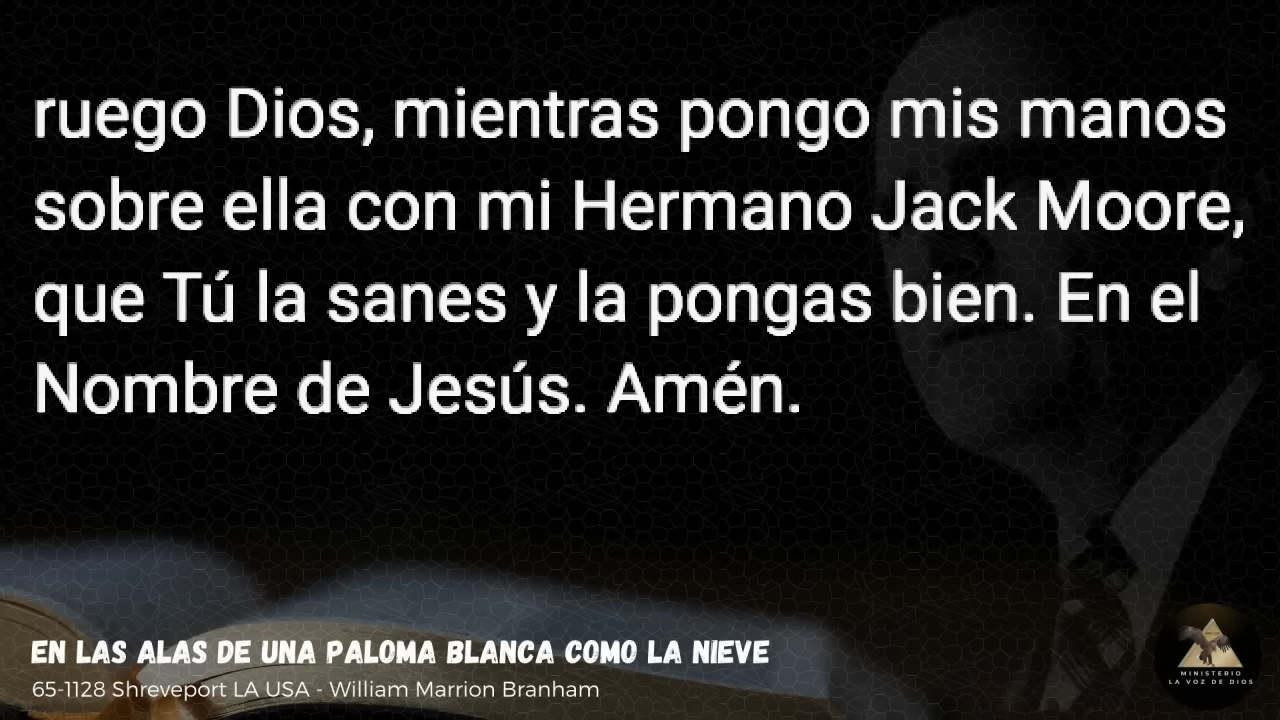 ruego Dios, mientras pongo mis manos
sobre ella con mi Hermano Jack Moore,
que Tú la sanes y la pongas bien. En el
Nombre de Jesús. Amén.
EN LAS ALAS DE UNA PALOMA BLANCA COMO LA NIEVE
65-1128 Shreveport LA USA - William Marrion Branham
MINISTERIO
LA VOZ DE DIOS